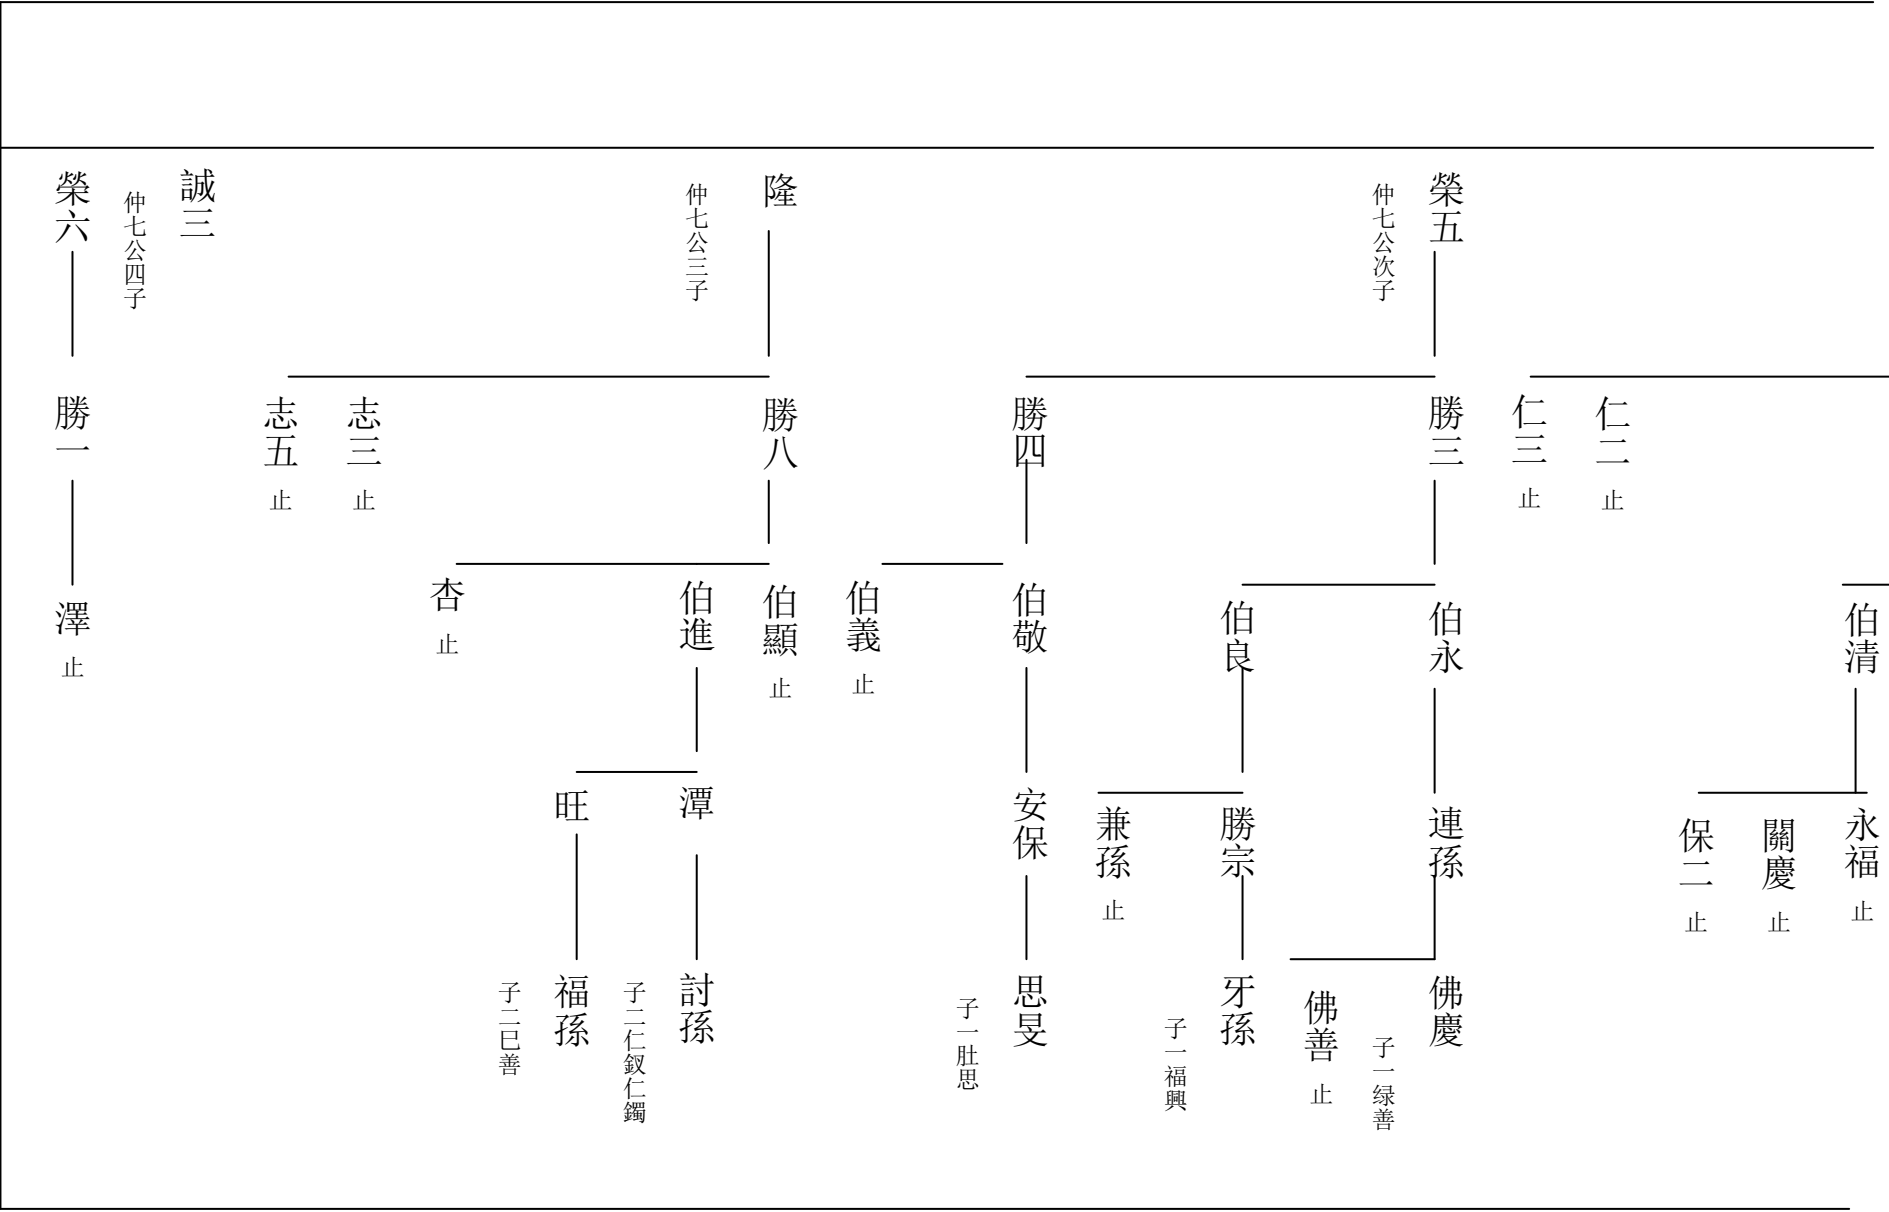 榮五
仲七公次子
隆
仲七公三子
誠三
仲七公四子
榮六
仁二 止
仁三 止
勝三
勝四
勝八
志三 止
志五 止
勝一
伯清
伯永
伯良
伯敬
伯義 止
伯顯 止
伯進
杏 止
澤 止
永福 止
關慶 止
保二 止
連孫
勝宗
兼孫 止
安保
潭
旺
佛慶
子一绿善
佛善 止
牙孫
子一福興
思旻
子一肚思
討孫
子二仁釵仁鐲
福孫
子二巳善